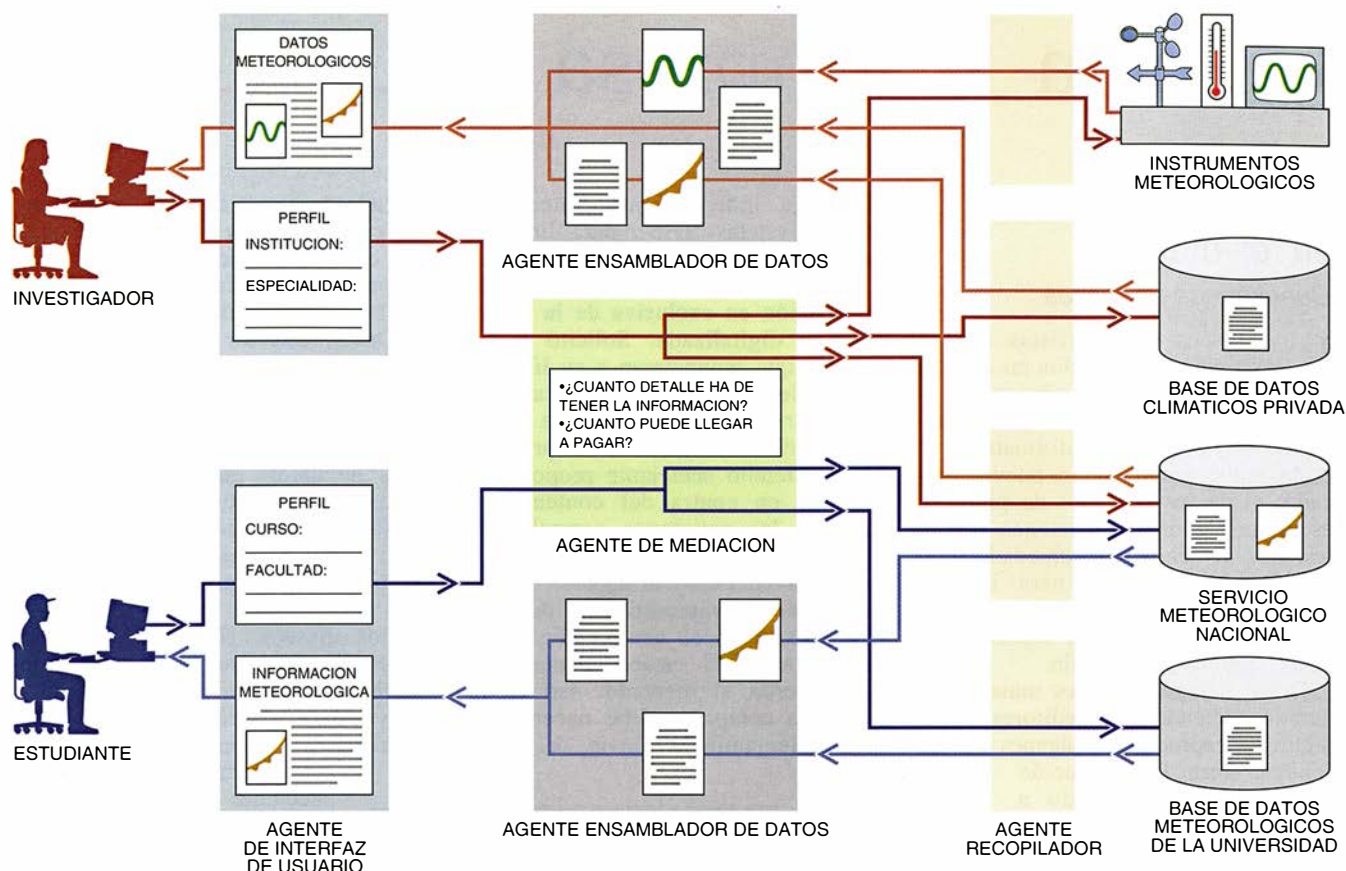 DATOS
METEOROLOGICOS
PERFIL
INSTITUCION:
ESPECIALIDAD:
INVESTIGADOR
AGENTE ENSAMBLADOR DE DATOS
INSTRUMENTOS
METEOROLOGICOS
BASE DE DATOS
CLIMATICOS PRIVADA
•¿CUANTO DETALLE HA DE
TENER LA INFORMACION?
•¿CUANTO PUEDE LLEGAR
A PAGAR?
AGENTE DE MEDIACION
PERFIL
CURSO:
FACULTAD:
INFORMACION
METEOROLOGICA
ESTUDIANTE
SERVICIO
METEOROLOGICO
NACIONAL
AGENTE
DE INTERFAZ
DE USUARIO
AGENTE ENSAMBLADOR DE DATOS
AGENTE
RECOPILADOR
BASE DE DATOS
METEOROLOGICOS
DE LA UNIVERSIDAD